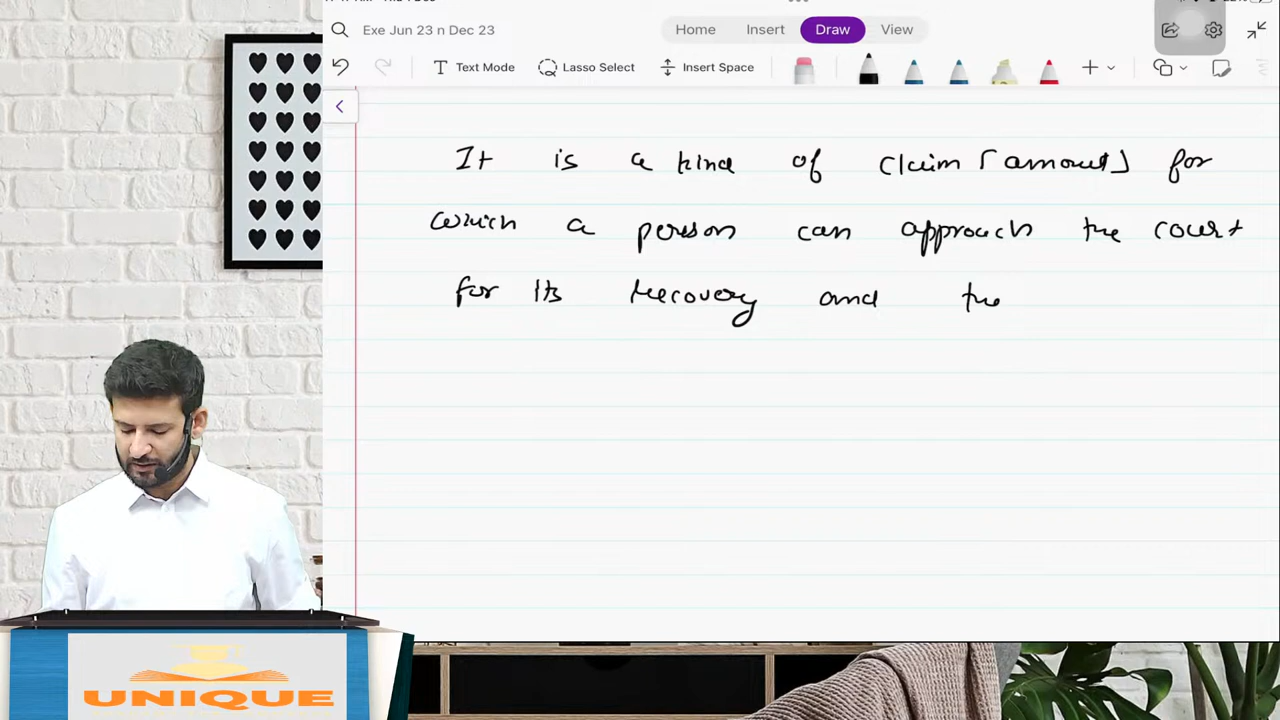 Exe Jun 23 n Dec 23
Home Insert Draw View
Text Mode Lasso Select Insert Space
It is a kind of claim [amount] for
which a person can approach the court
for its recovery and the
UNIQUE